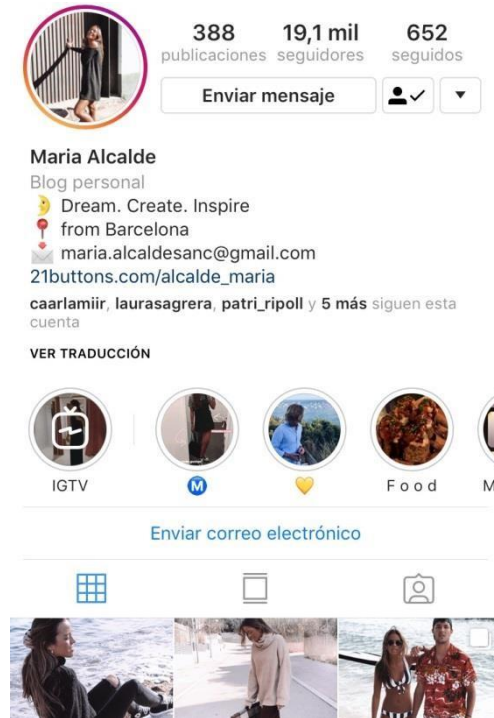 388 19,1 mil 652
publicaciones seguidores seguidos
Enviar mensaje
Maria Alcalde
Blog personal
Dream. Create. Inspire
from Barcelona
maria.alcaldesanc@gmail.com
21buttons.com/alcalde_maria
caarlamiir, laurasagrera, patri_ripoll y 5 más siguen esta
cuenta
VER TRADUCCIÓN
IGTV M Food M
Enviar correo electrónico